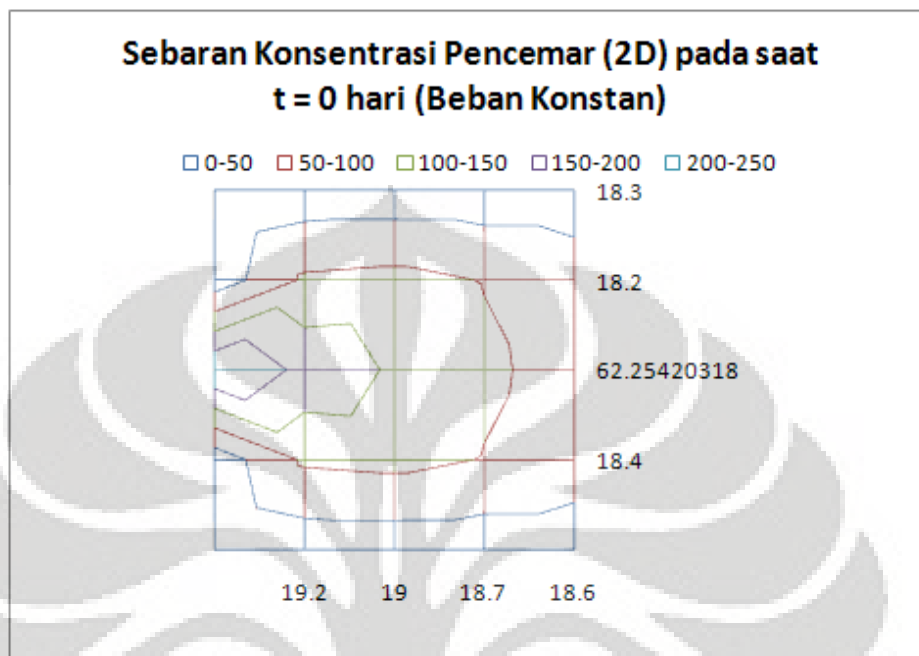 Sebaran Konsentrasi Pencemar (2D) pada saat
t = 0 hari (Beban Konstan)
0-50 50-100 100-150 150-200 200-250
18.3
18.2
62.25420318
18.4
19.2 19 18.7 18.6